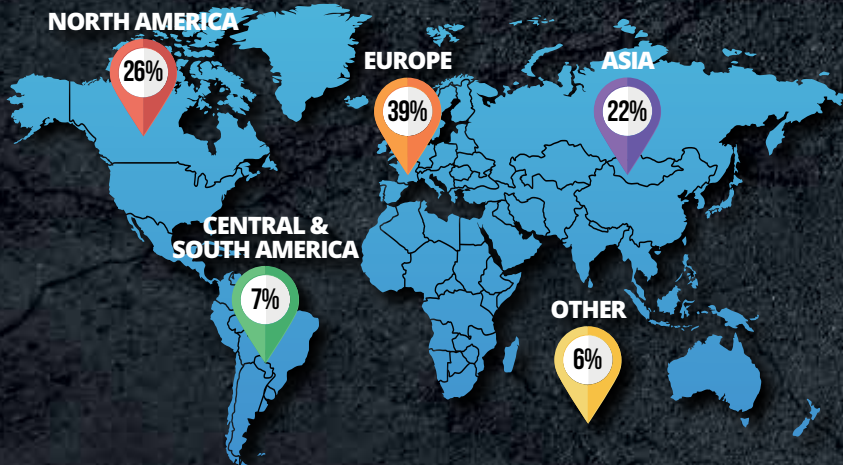 NORTH AMERICA
26%
EUROPE
39%
ASIA
22%
CENTRAL &
SOUTH AMERICA
7%
OTHER
6%